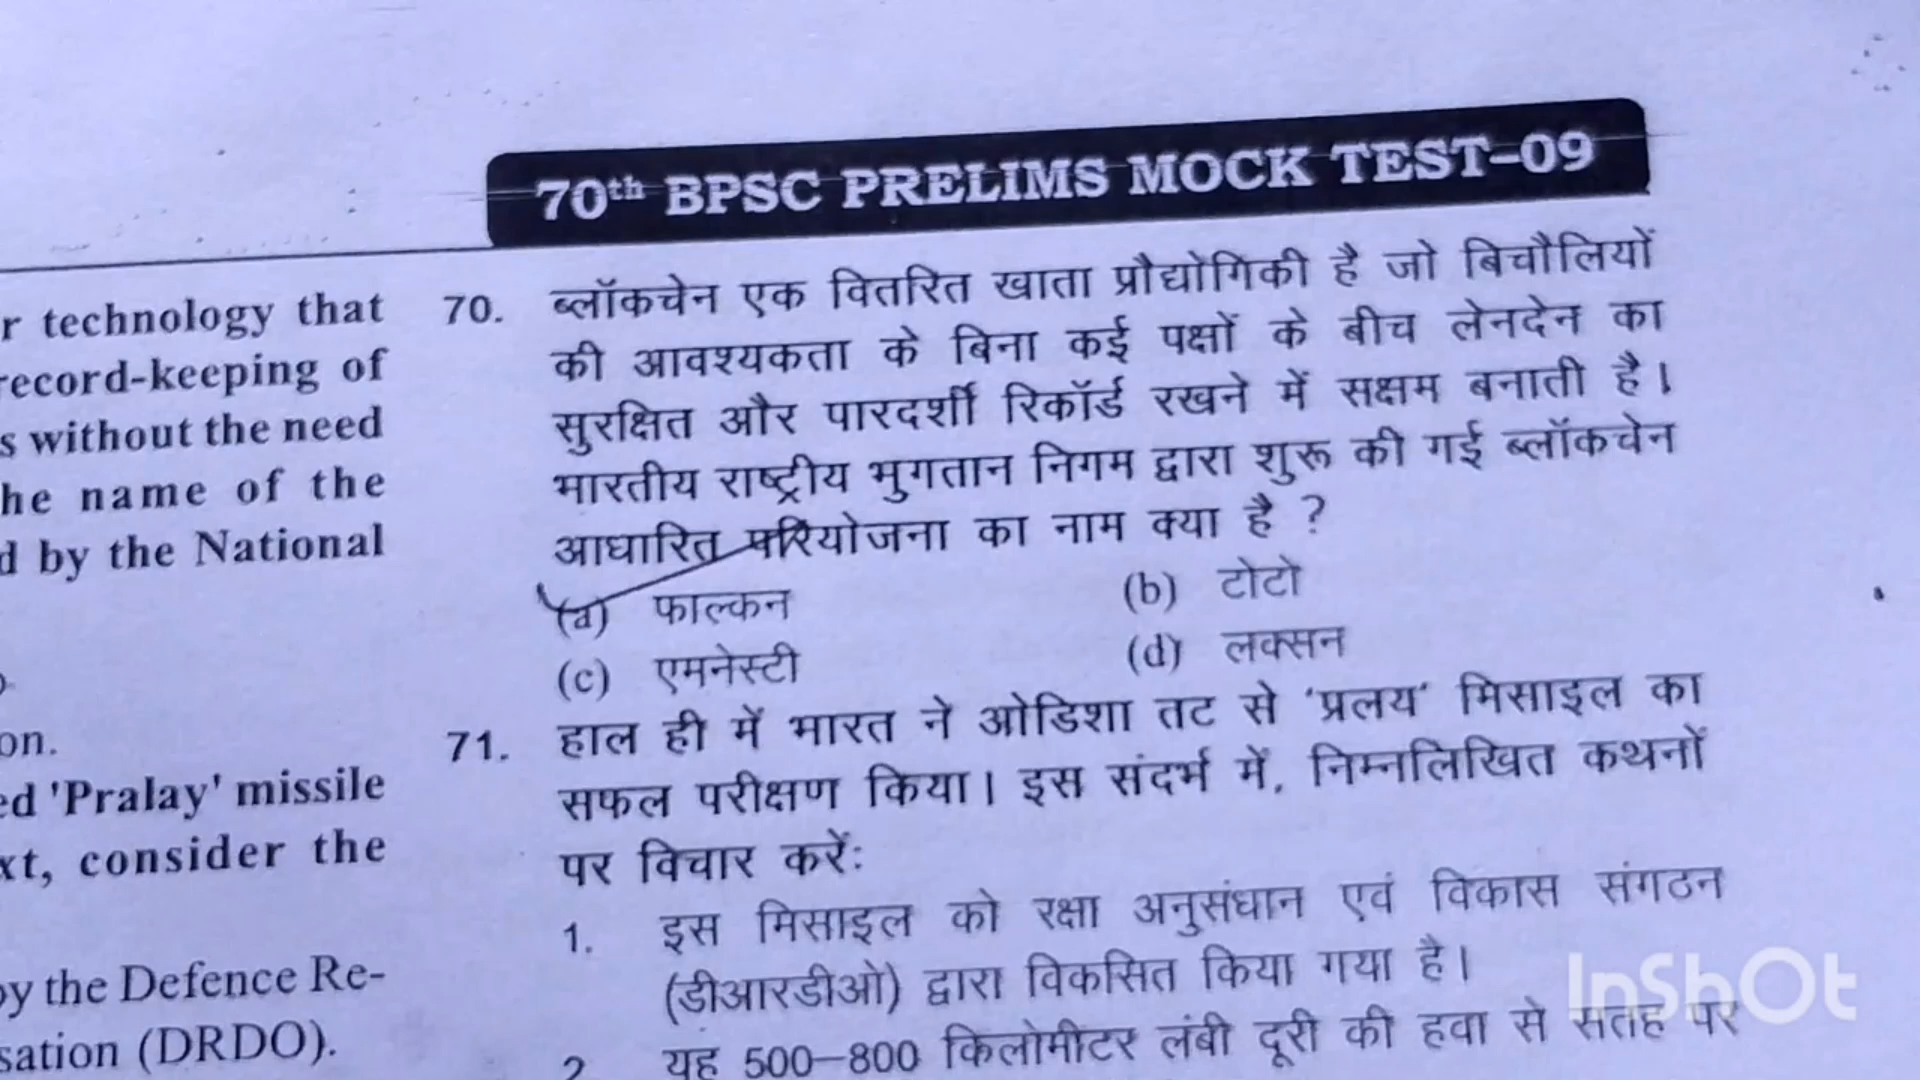 70th BPSC PRELIMS MOCK TEST-09
r technology that
record-keeping of
s without the need
he name of the
d by the National
on.
ed 'Pralay' missile
xt, consider the
by the Defence Re-
sation (DRDO).
70. ब्लॉकचेन एक वितरित खाता प्रौद्योगिकी है जो बिचौलियों
की आवश्यकता के बिना कई पक्षों के बीच लेनदेन का
सुरक्षित और पारदर्शी रिकॉर्ड रखने में सक्षम बनाती है।
भारतीय राष्ट्रीय भुगतान निगम द्वारा शुरू की गई ब्लॉकचेन
आधारित परियोजना का नाम क्या है ?
(a) फाल्कन (b) टोटो
(c) एमनेस्टी (d) लक्सन
71. हाल ही में भारत ने ओडिशा तट से 'प्रलय' मिसाइल का
सफल परीक्षण किया। इस संदर्भ में, निम्नलिखित कथनों
पर विचार करें:
1. इस मिसाइल को रक्षा अनुसंधान एवं विकास संगठन
(डीआरडीओ) द्वारा विकसित किया गया है।
2 यह 500–800 किलोमीटर लंबी दूरी की हवा से सतह पर
InShOt